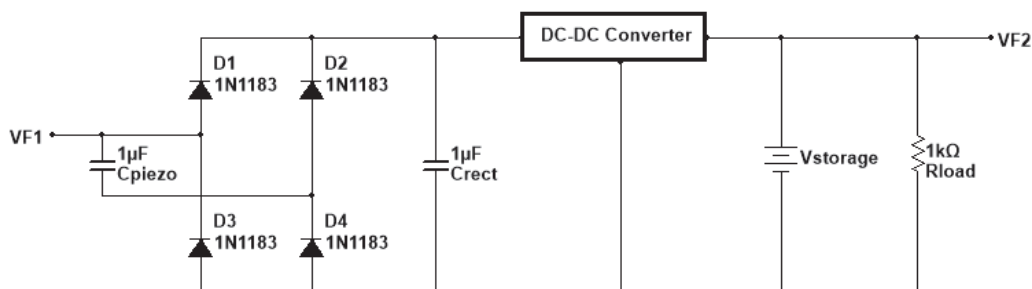 DC-DC Converter
VF2
D1
1N1183
D2
1N1183
VF1
1µF
Cpiezo
1µF
Crect
Vstorage
1kΩ
Rload
D3
1N1183
D4
1N1183